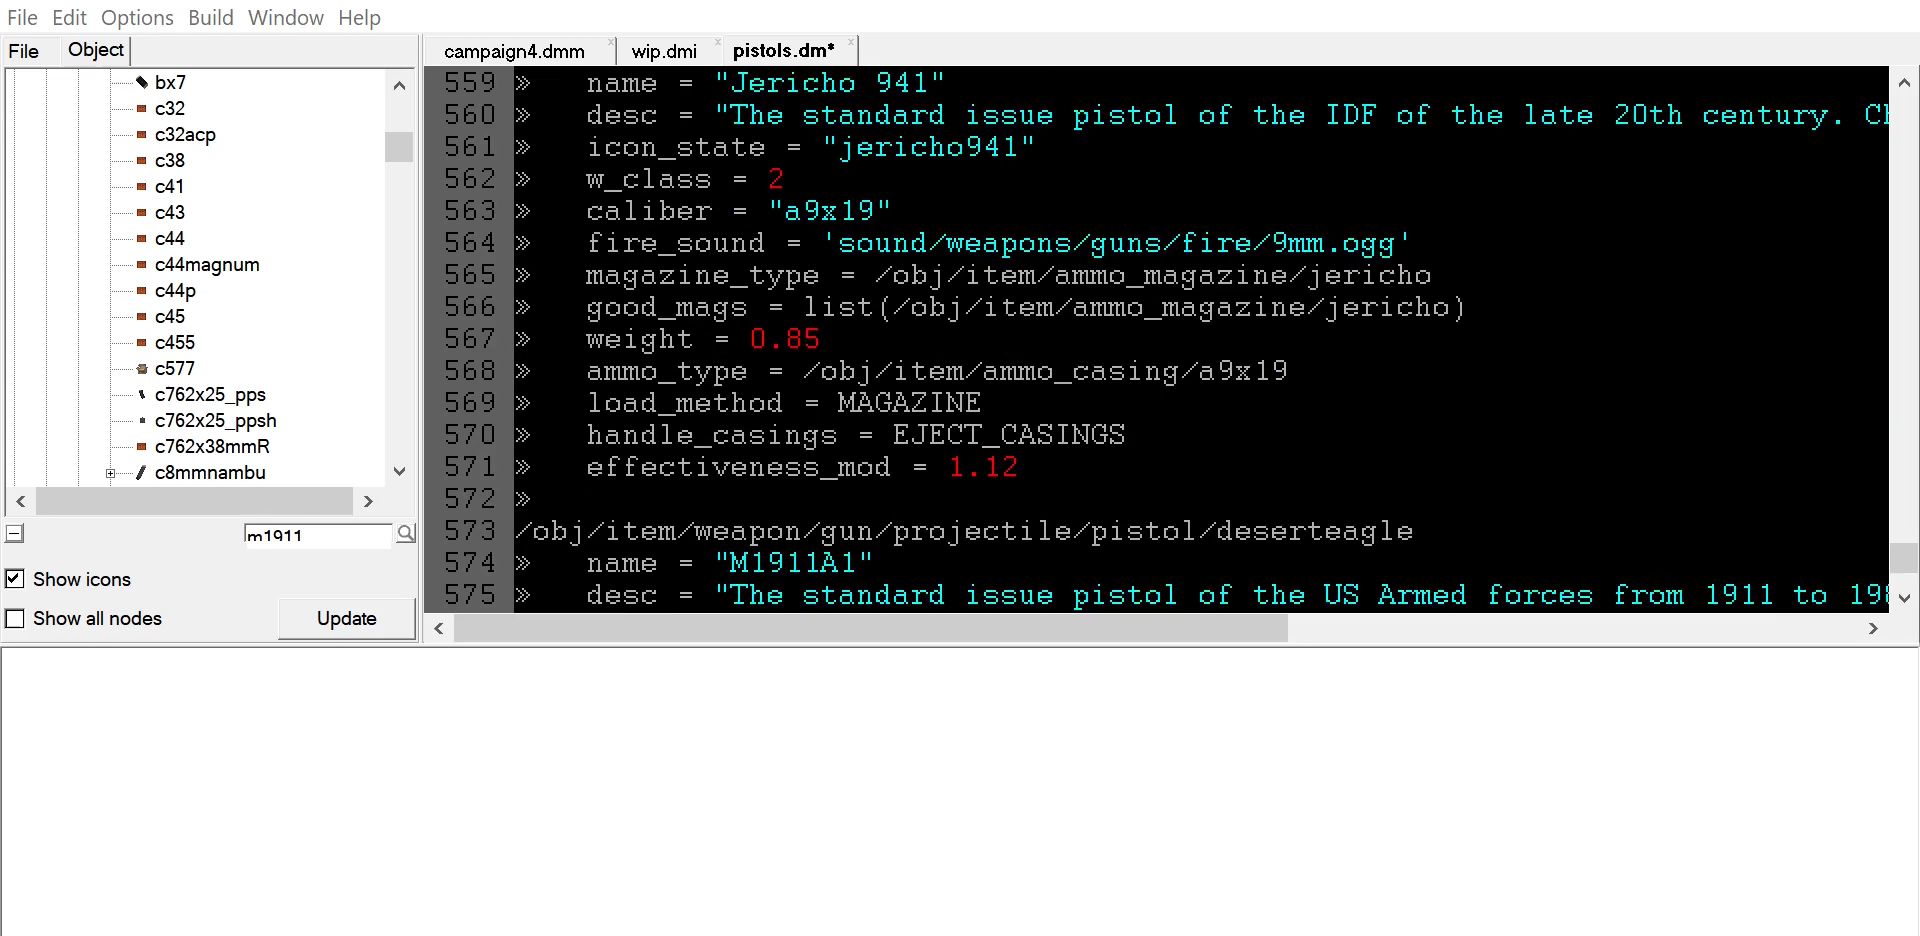 File Edit Options Build Window Help
File Object
campaign4.dmm wip.dmi pistols.dm*
bx7
c32
c32acp
c38
c41
c43
c44
c44magnum
c44p
c45
c455
c577
c762x25_pps
c762x25_ppsh
c762x38mmR
c8mmnambu
m1911
Show icons
Show all nodes
Update
559 » name = "Jericho 941"
560 » desc = "The standard issue pistol of the IDF of the late 20th century.
561 » icon_state = "jericho941"
562 » w_class = 2
563 » caliber = "a9x19"
564 » fire_sound = 'sound/weapons/guns/fire/9mm.ogg'
565 » magazine_type = /obj/item/ammo_magazine/jericho
566 » good_mags = list(/obj/item/ammo_magazine/jericho)
567 » weight = 0.85
568 » ammo_type = /obj/item/ammo_casing/a9x19
569 » load_method = MAGAZINE
570 » handle_casings = EJECT_CASINGS
571 » effectiveness_mod = 1.12
572 »
573 /obj/item/weapon/gun/projectile/pistol/deserteagle
574 » name = "M1911A1"
575 » desc = "The standard issue pistol of the US Armed forces from 1911 to